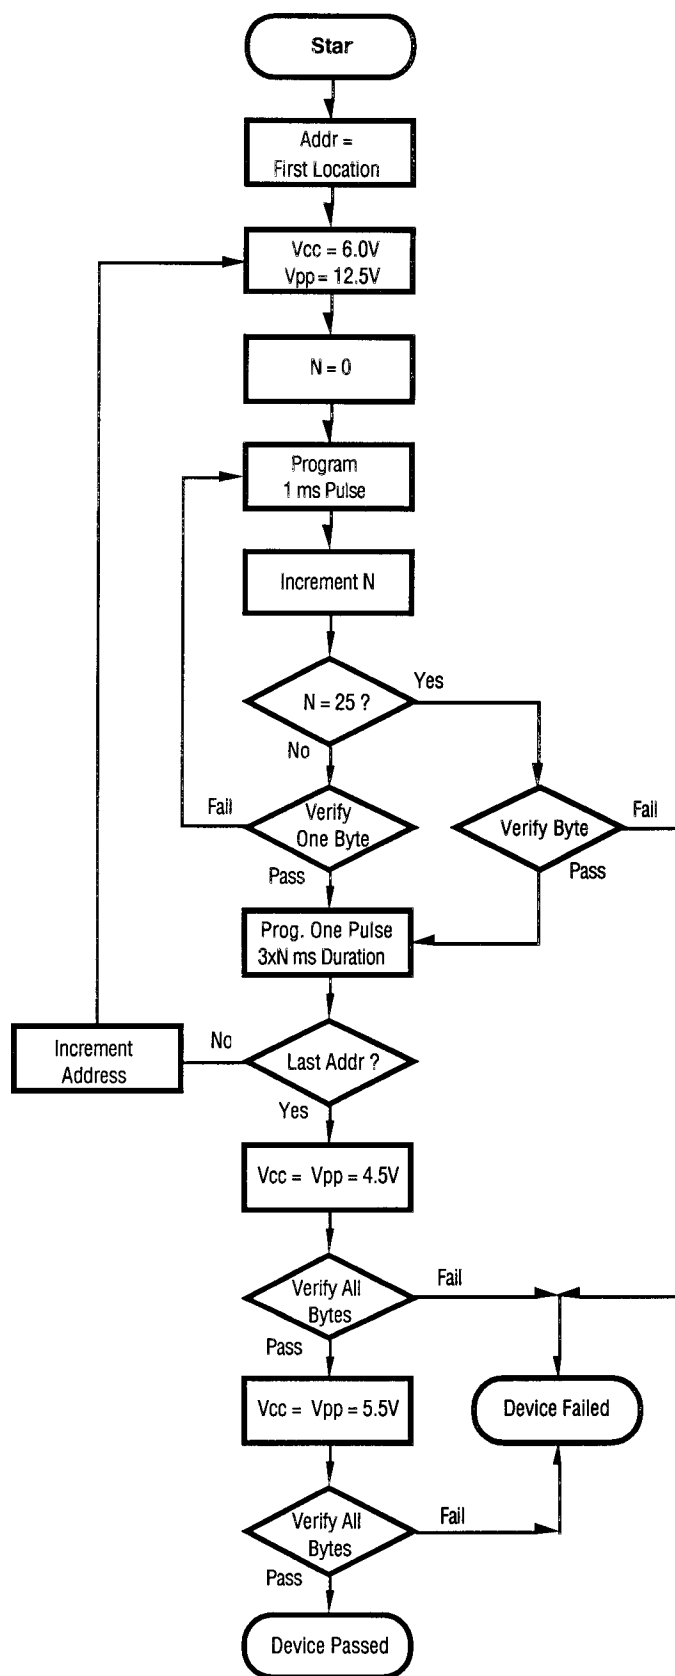 Star
Addr =
First Location
Vcc = 6.0V
Vpp = 12.5V
N = 0
Program
1 ms Pulse
Increment N
N = 25 ?
Yes
No
Fail
Verify
One Byte
Verify Byte
Fail
Pass
Pass
Prog. One Pulse
3xN ms Duration
Increment
Address
No
Last Addr ?
Yes
Vcc = Vpp = 4.5V
Verify All
Bytes
Fail
Pass
Vcc = Vpp = 5.5V
Device Failed
Verify All
Bytes
Fail
Pass
Device Passed